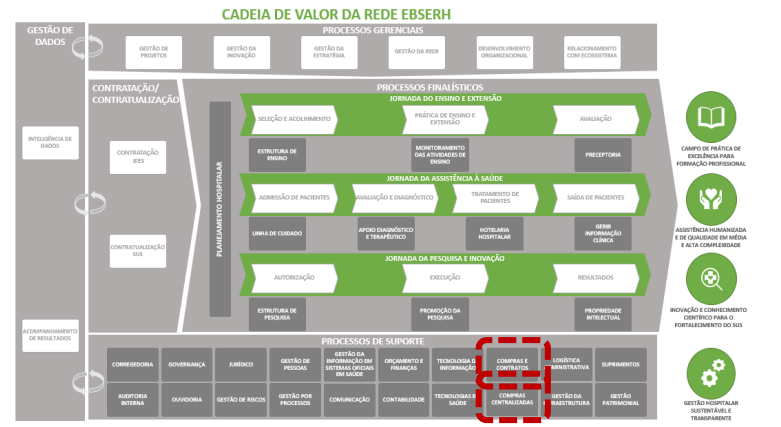 CADEIA DE VALOR DA REDE EBSERH
GESTÃO DE
DADOS
INTELIGÊNCIA DE
DADOS
ACOMPANHAMENTO
DE RESULTADOS
PROCESSOS GERENCIAIS
GESTÃO DE
PROJETOS
GESTÃO DA
INOVAÇÃO
GESTÃO DA
ESTRATÉGIA
GESTÃO DA REDE
DESENVOLVIMENTO
ORGANIZACIONAL
RELACIONAMENTO
COM ECOSSISTEMA
CONTRATAÇÃO/
CONTRATUALIZAÇÃO
CONTRATAÇÃO
IFES
CONTRATUALIZAÇÃO
SUS
PROCESSOS FINALÍSTICOS
PLANEJAMENTO HOSPITALAR
JORNADA DO ENSINO E EXTENSÃO
SELEÇÃO E ACOLHIMENTO
PRÁTICA DE ENSINO E
EXTENSÃO
AVALIAÇÃO
ESTRUTURA DE
ENSINO
MONITORAMENTO
DAS ATIVIDADES DE
ENSINO
PRECEPTORIA
JORNADA DA ASSISTÊNCIA À SAÚDE
ADMISSÃO DE PACIENTES
AVALIAÇÃO E DIAGNÓSTICO
TRATAMENTO DE
PACIENTES
SAÍDA DE PACIENTES
LINHA DE CUIDADO
APOIO DIAGNÓSTICO
E TERAPÊUTICO
HOTELARIA
HOSPITALAR
GERIR
INFORMAÇÃO
CLÍNICA
JORNADA DA PESQUISA E INOVAÇÃO
AUTORIZAÇÃO
EXECUÇÃO
RESULTADOS
ESTRUTURA DE
PESQUISA
PROMOÇÃO DA
PESQUISA
PROPRIEDADE
INTELECTUAL
CAMPO DE PRÁTICA DE
EXCELÊNCIA PARA
FORMAÇÃO PROFISSIONAL
ASSISTÊNCIA HUMANIZADA
E DE QUALIDADE EM MÉDIA
E ALTA COMPLEXIDADE
INOVAÇÃO E CONHECIMENTO
CIENTÍFICO PARA O
FORTALECIMENTO DO SUS
GESTÃO HOSPITALAR
SUSTENTÁVEL E
TRANSPARENTE
PROCESSOS DE SUPORTE
CORREGEDORIA
GOVERNANÇA
JURÍDICO
GESTÃO DE
PESSOAS
GESTÃO DA
INFORMAÇÃO EM
SISTEMAS OFICIAIS
EM SAÚDE
ORÇAMENTO E
FINANÇAS
TECNOLOGIA DA
INFORMAÇÃO
COMPRAS E
CONTRATOS
LOGÍSTICA
SUPRIMENTOS
AUDITORIA
INTERNA
OUVIDORIA
GESTÃO DE RISCOS
GESTÃO POR
PROCESSOS
COMUNICAÇÃO
CONTABILIDADE
TECNOLOGIAS E
SAÚDE
COMPRAS
CENTRALIZADAS
GESTÃO DA
GESTÃO
PATRIMONIAL